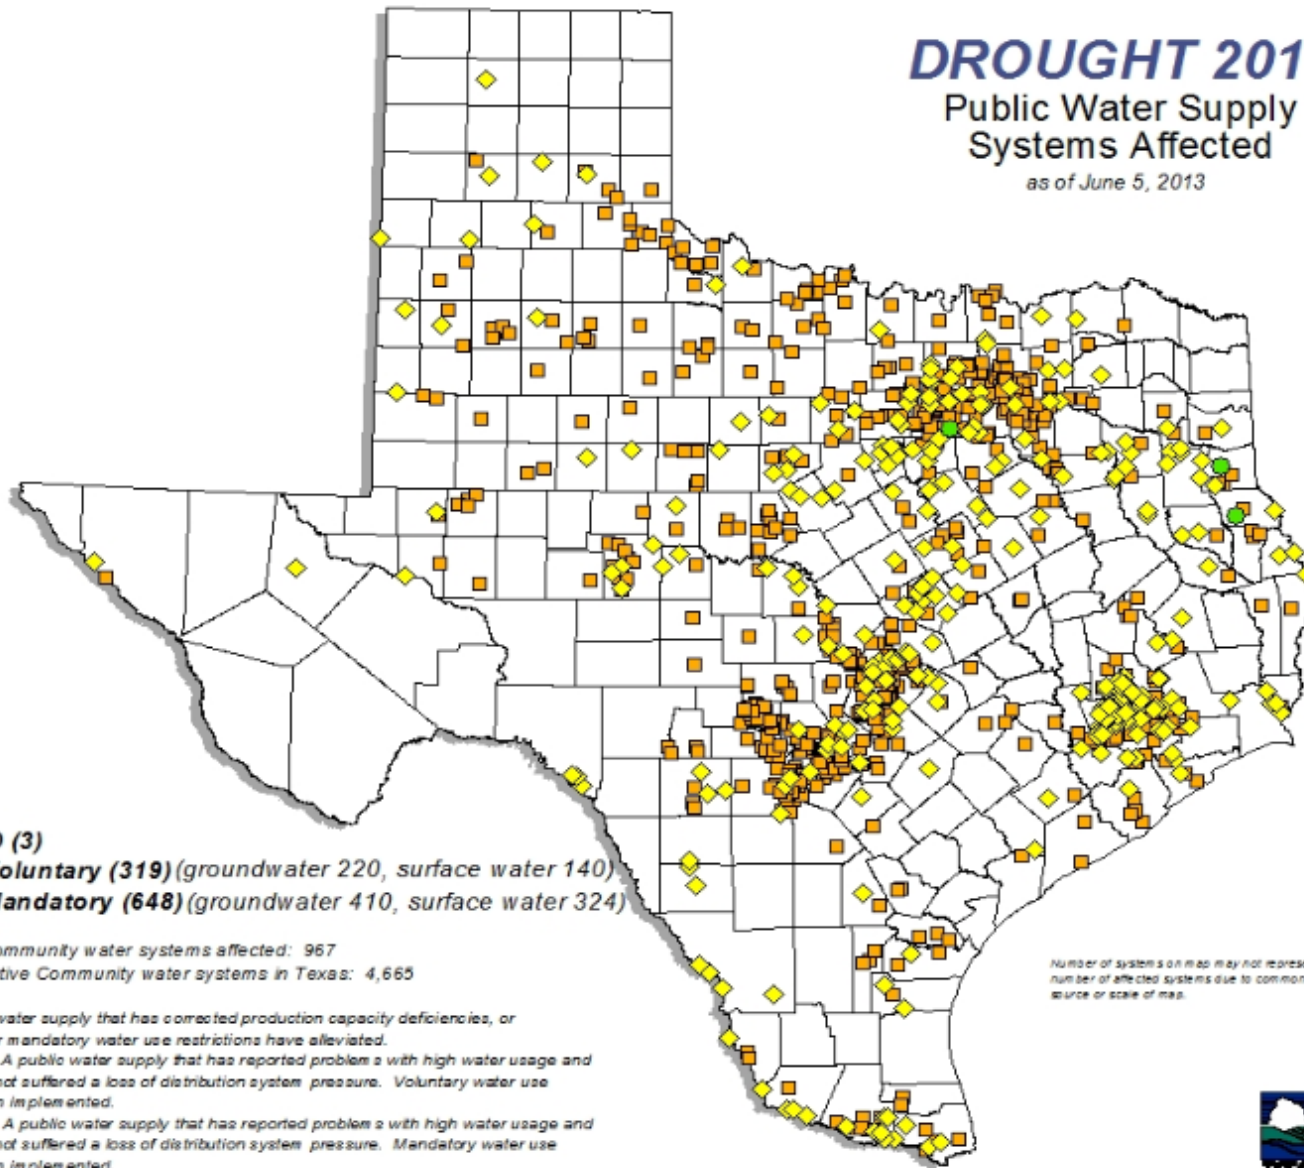 DROUGHT 201
Public Water Supply
Systems Affected
as of June 5, 2013
(3)
oluntary (319) (groundwater 220, surface water 140)
andatory (648) (groundwater 410, surface water 324)
ommunity water systems affected: 967
tive Community water systems in Texas: 4,665
Number of systems on map may not represe
number of affected systems due to common
source or scale of map.
water supply that has corrected production capacity deficiencies, or
r mandatory water use restrictions have alleviated.
A public water supply that has reported problems with high water usage and
ot suffered a loss of distribution system pressure. Voluntary water use
n implemented.
A public water supply that has reported problems with high water usage and
ot suffered a loss of distribution system pressure. Mandatory water use
n implemented.